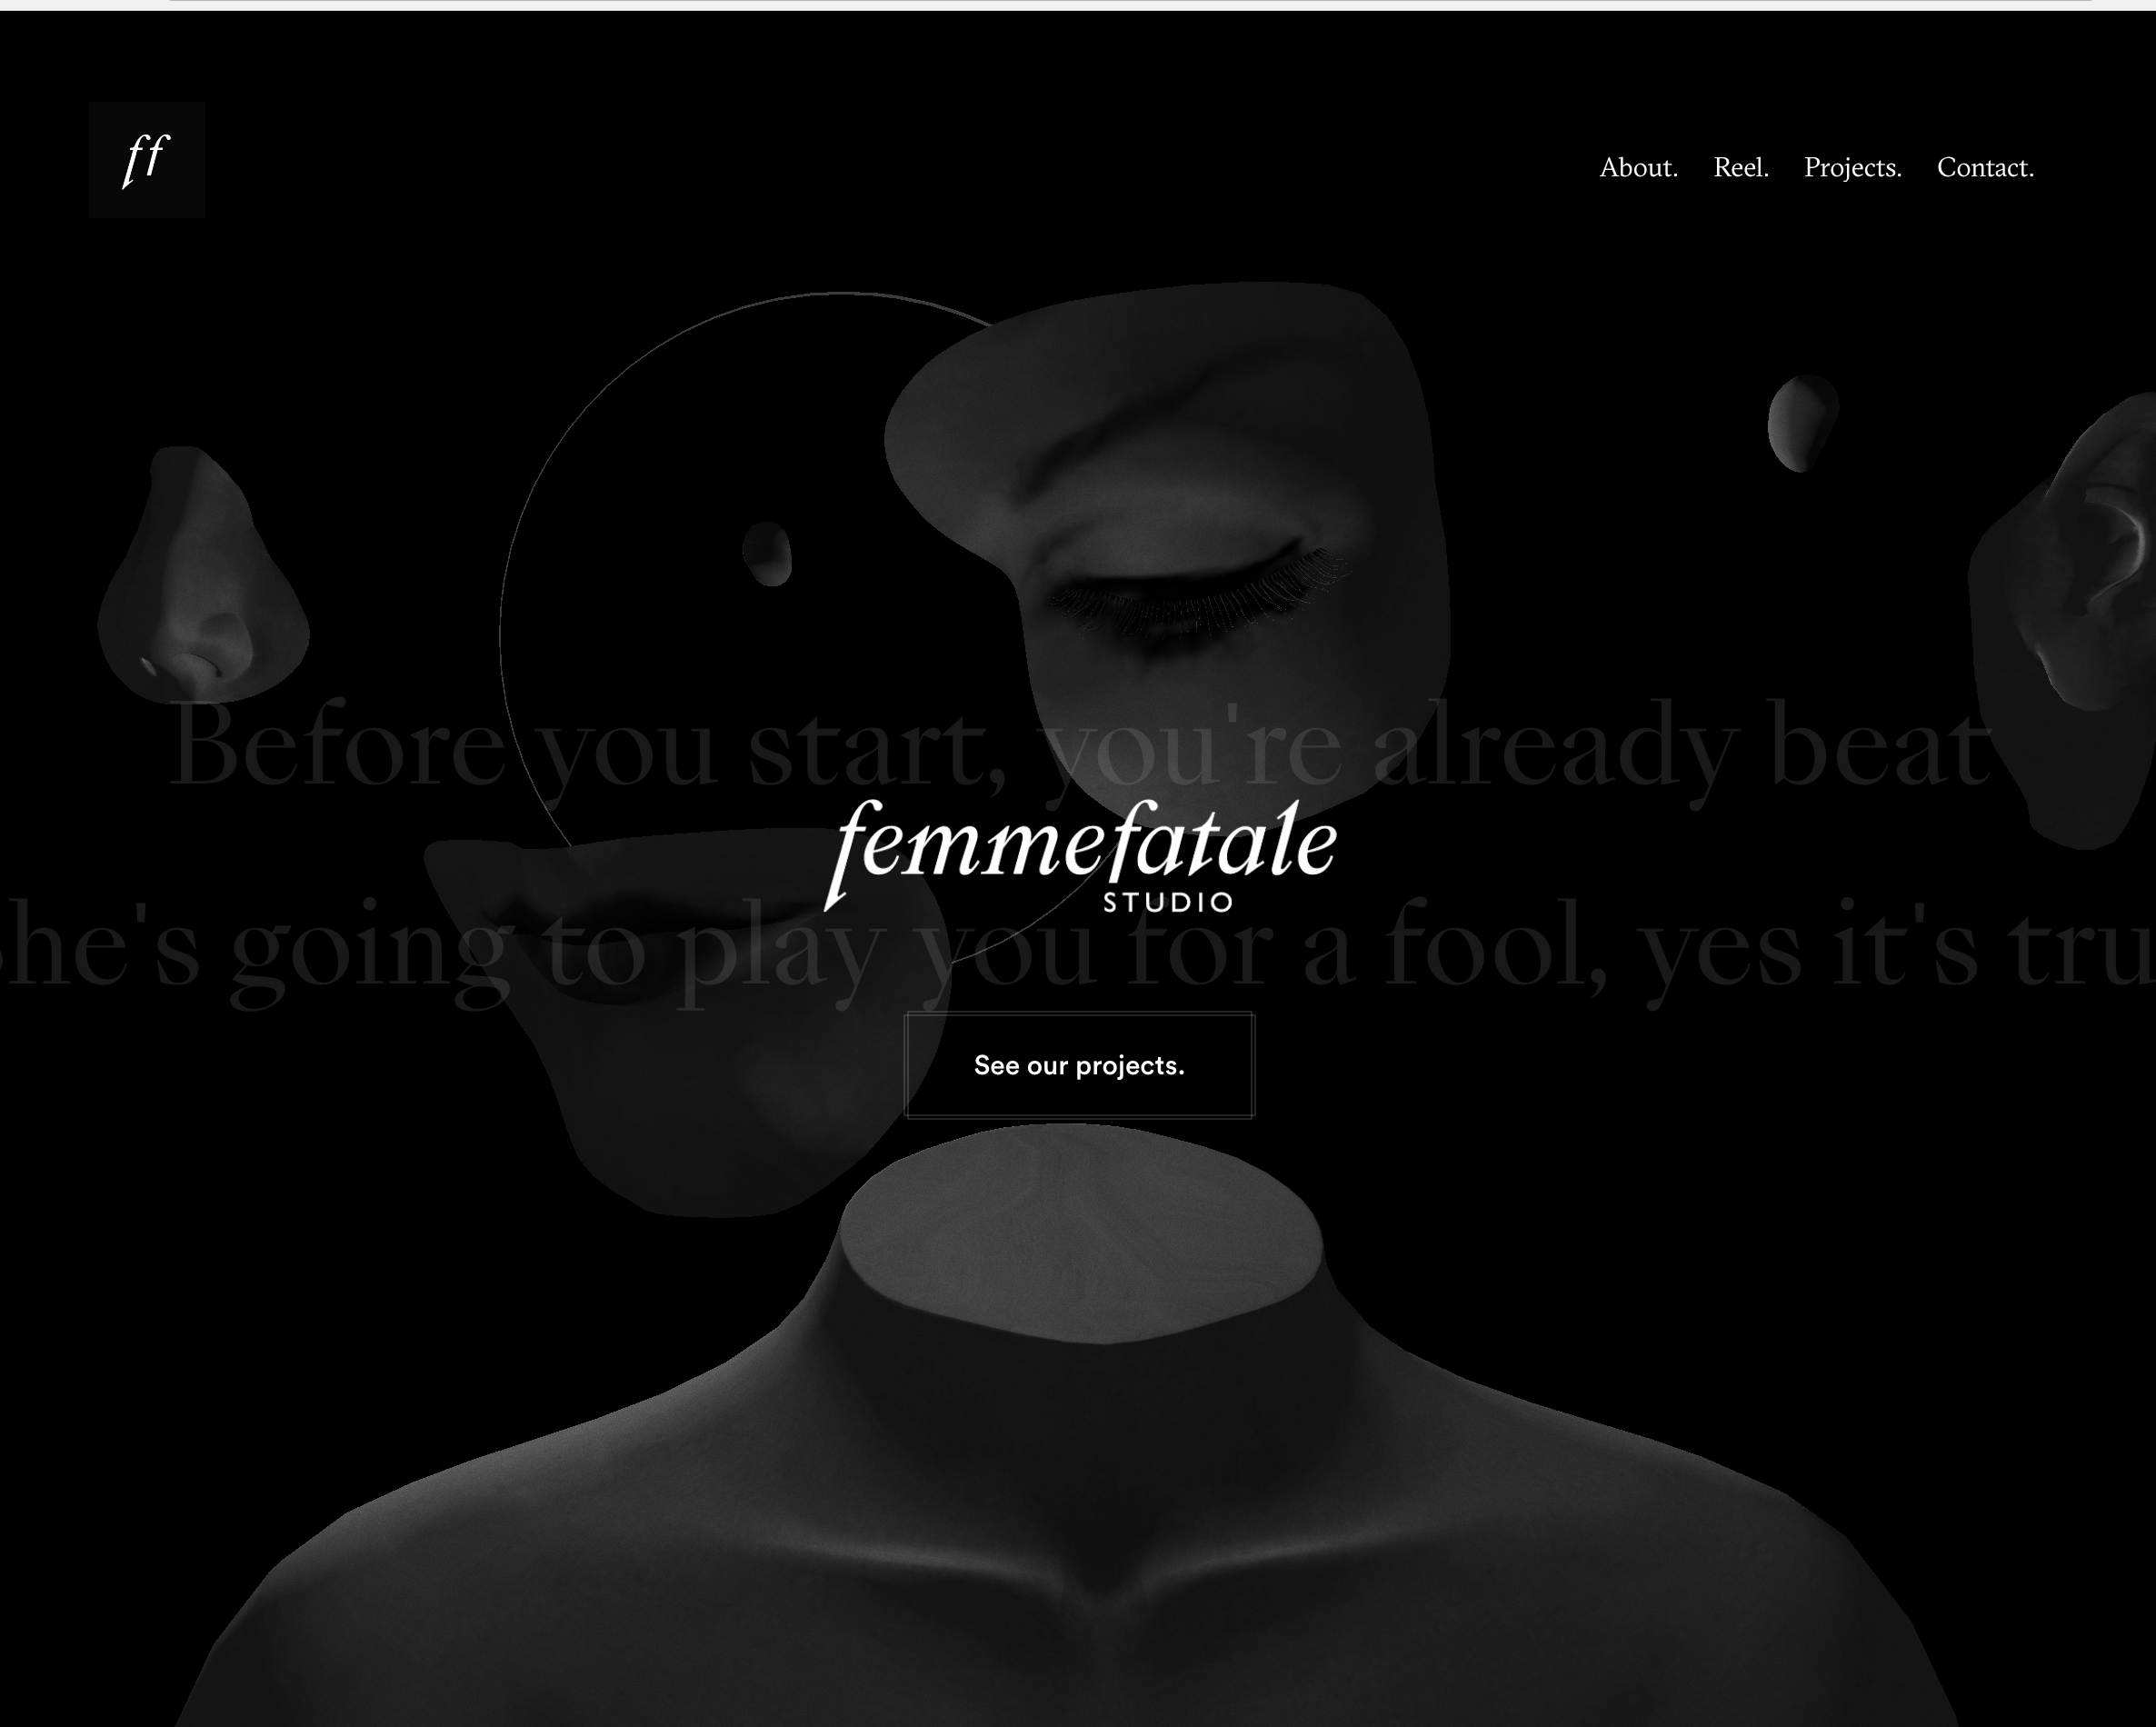 ff
About. Reel. Projects. Contact.
Before you start, you're already beat
he's going to play you for a fool, yes it's tru
femmefatale
STUDIO
See our projects.